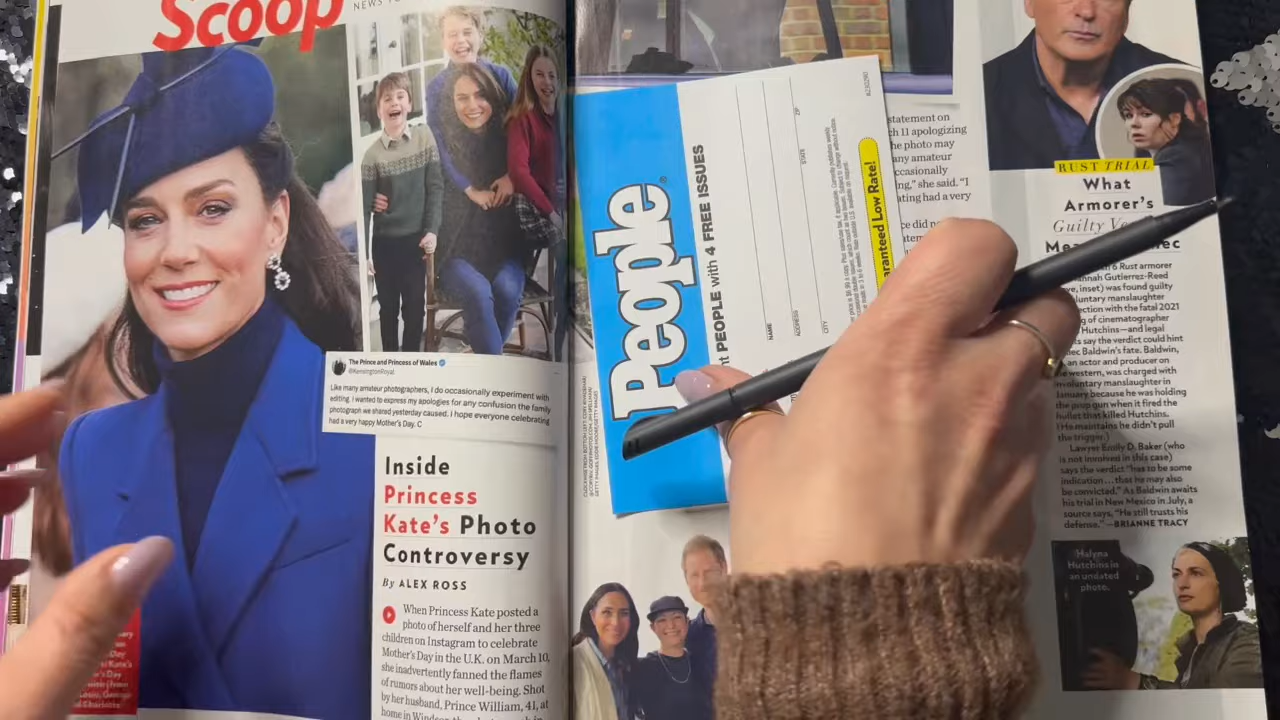 Scoop
NEWS
The Prince and Princess of Wales
@KensingtonRoyal
Like many amateur photographers, I do occasionally experiment with
editing. I wanted to express my apologies for any confusion the family
photograph we shared yesterday caused. I hope everyone celebrating
had a very happy Mother's Day. C
Inside
Princess
Kate's Photo
Controversy
By ALEX ROSS
When Princess Kate posted a
photo of herself and her three
children on Instagram to celebrate
Mother's Day in the U.K. on March 10,
she inadvertently fanned the flames
of rumors about her well-being. Shot
by her husband, Prince William, 41, at
home in
Day
Kate's
Day
Louis, George
Charlotte
People
PEOPLE with 4 FREE ISSUES
NAME
ADDRESS
CITY
STATE
ZIP
Low Rate!
statement on
11 apologizing
photo may
any amateur
she said. "I
had a very
did
RUST TRIAL
What
Armorer's
Guilty
Rust armorer
Gutierrez-Reed
inset) was found guilty
manslaughter
with the fatal 2021
of cinematographer
Hutchins—and legal
say the verdict could hint
Baldwin's fate. Baldwin,
an actor and producer on
the western, was charged with
involuntary manslaughter in
January because he was holding
the prop gun when it fired the
bullet that killed Hutchins.
(He maintains he didn't pull
the trigger.)
Lawyer Emily D. Baker (who
is not involved in this case)
says the verdict "has to be some
indication ... that he may also
be convicted." As Baldwin awaits
his trial in New Mexico in July, a
source says, "He still trusts his
defense." —BRIANNE TRACY
Halyna
Hutchins in
an undated
photo.